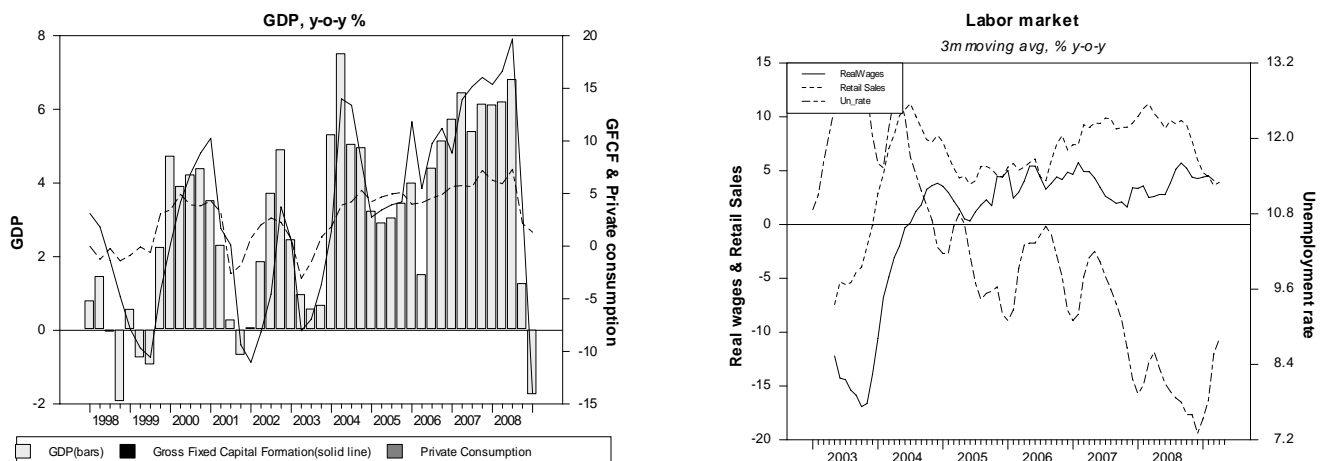 GDP, y-o-y %
8
6
4
2
0
-2
GDP
20
15
10
5
0
-5
-10
-15
GFCF & Private consumption
1998 1999 2000 2001 2002 2003 2004 2005 2006 2007 2008
GDP(bars) Gross Fixed Capital Formation(solid line) Private Consumption
Labor market
3m moving avg, % y-o-y
RealWages
Retail Sales
Un_rate
15
10
5
0
-5
-10
-15
-20
Real wages & Retail Sales
13.2
12.0
10.8
9.6
8.4
7.2
Unemployment rate
2003 2004 2005 2006 2007 2008